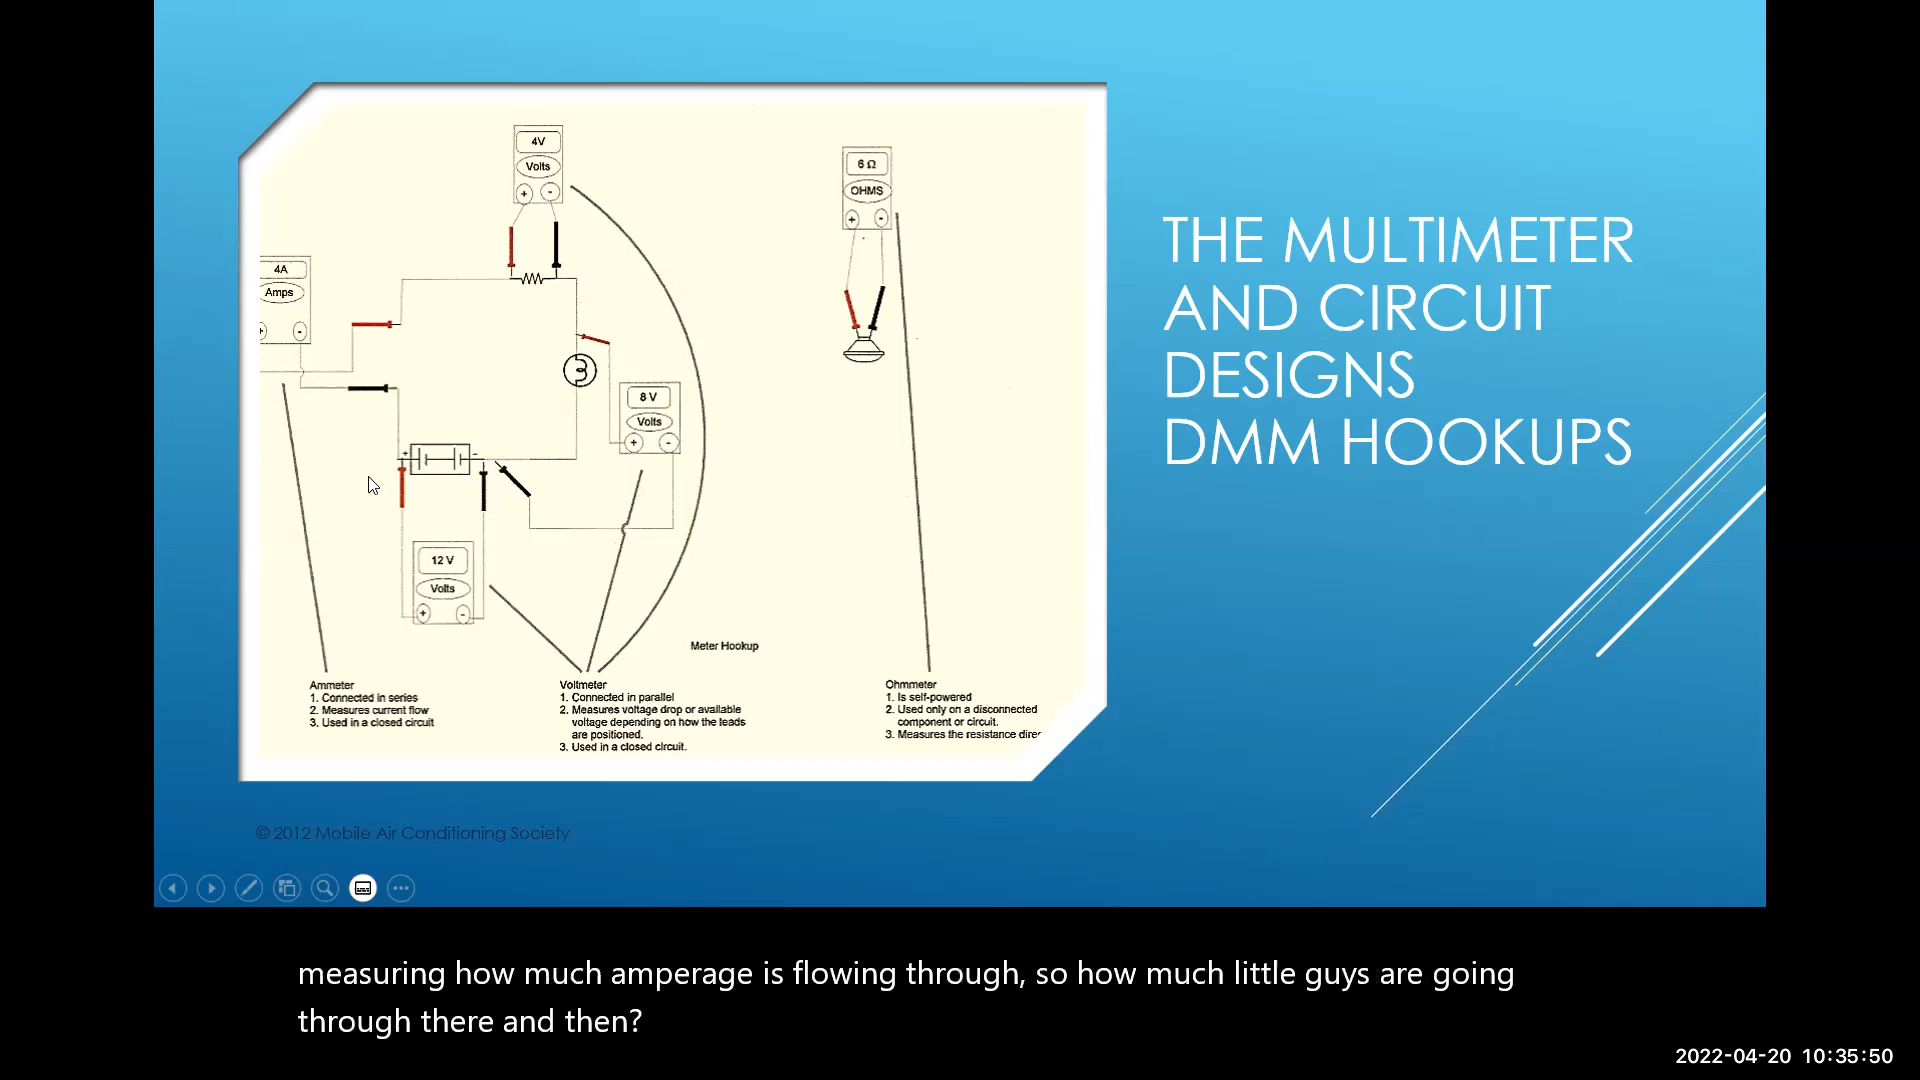 4V
Volts
+ -
6 Ω
OHMS
+ -
4A
Amps
+ -
8 V
Volts
+ -
+ -
12 V
Volts
+ -
THE MULTIMETER
AND CIRCUIT
DESIGNS
DMM HOOKUPS
Meter Hookup
Ammeter
1. Connected in series
2. Measures current flow
3. Used in a closed circuit
Voltmeter
1. Connected in parallel
2. Measures voltage drop or available
voltage depending on how the leads
are positioned.
3. Used in a closed circuit.
Ohmmeter
1. Is self-powered
2. Used only on a disconnected
component or circuit.
3. Measures the resistance
© 2012 Mobile Air Conditioning Society
measuring how much amperage is flowing through, so how much little guys are going
through there and then?
2022-04-20 10:35:50